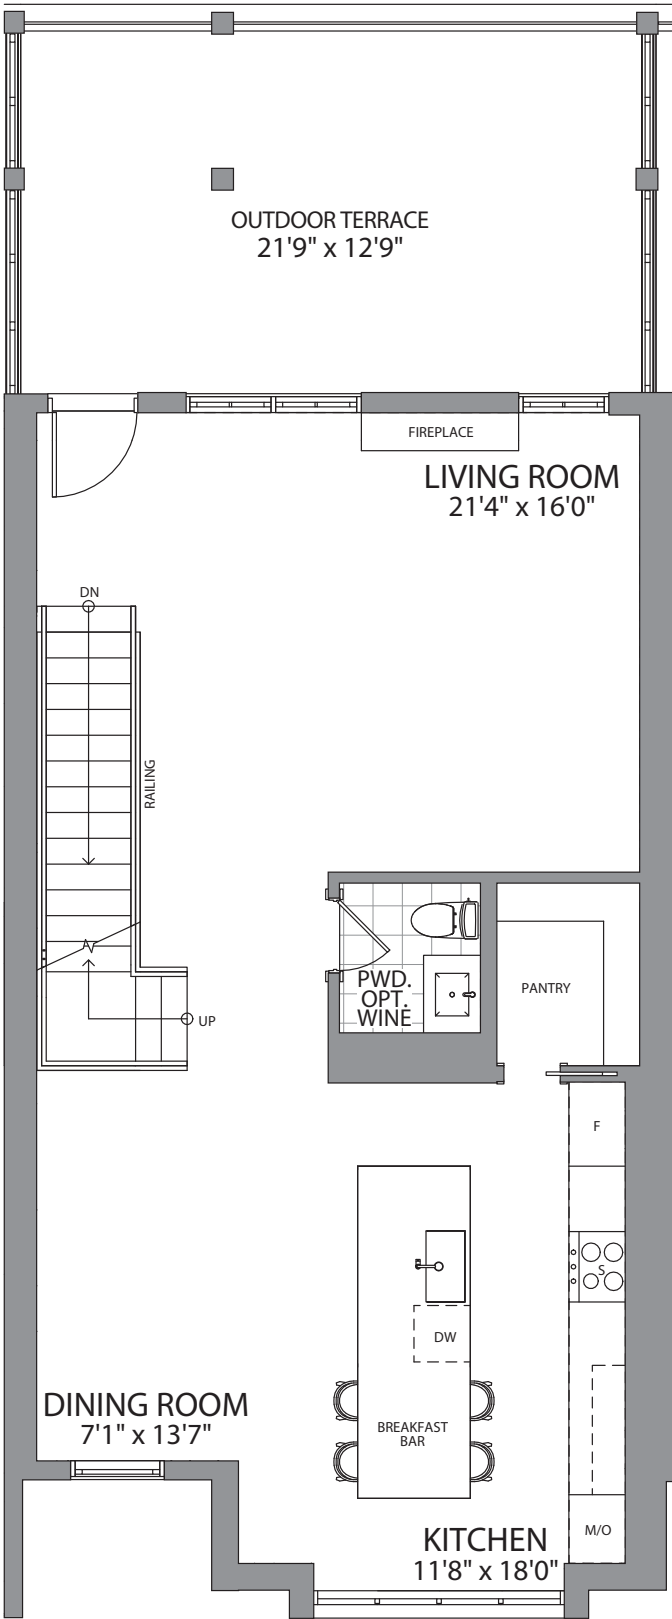 OUTDOOR TERRACE
21'9" x 12'9"
FIREPLACE
LIVING ROOM
21'4" x 16'0"
DN
RAILING
PWD.
OPT.
WINE
PANTRY
UP
F
S
DW
DINING ROOM
7'1" x 13'7"
BREAKFAST
BAR
KITCHEN
11'8" x 18'0"
M/O